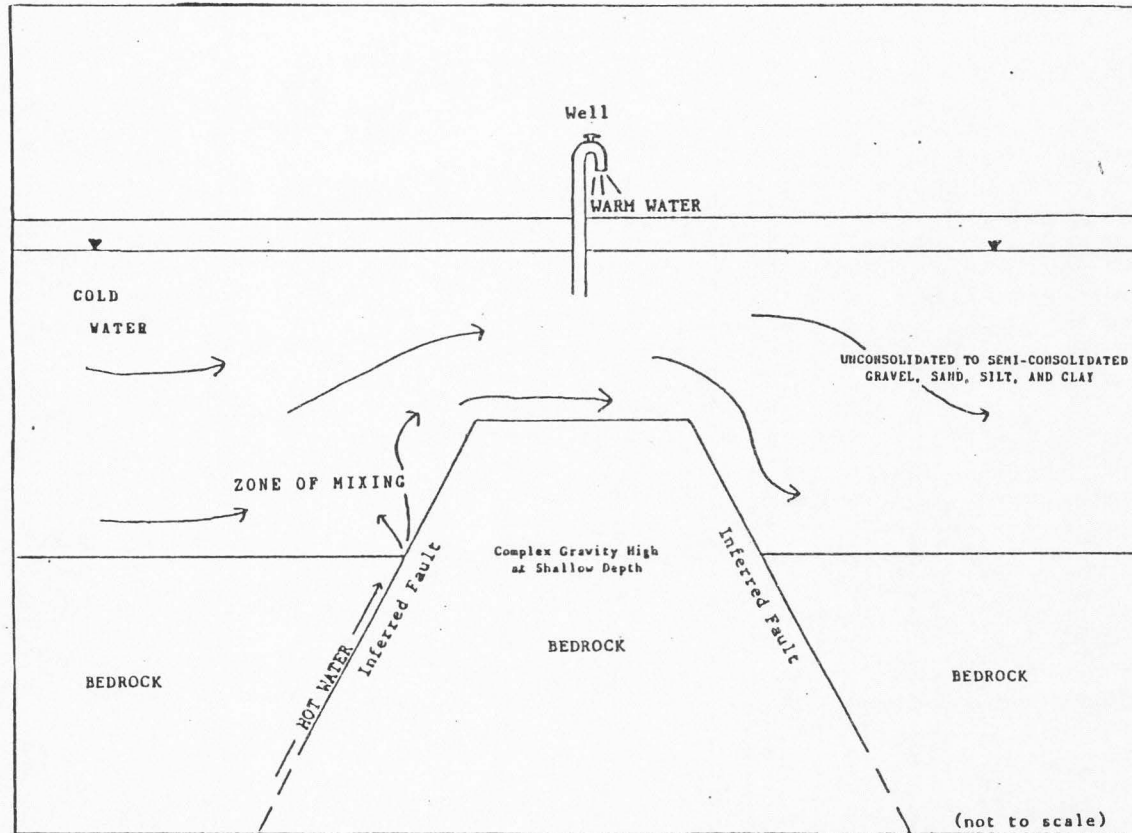 Well
WARM WATER
COLD
WATER
UNCONSOLIDATED TO SEMI-CONSOLIDATED
GRAVEL, SAND, SILT, AND CLAY
ZONE OF MIXING
Complex Gravity High
at Shallow Depth
HOT WATER
Inferred Fault
Inferred Fault
BEDROCK
BEDROCK
BEDROCK
(not to scale)